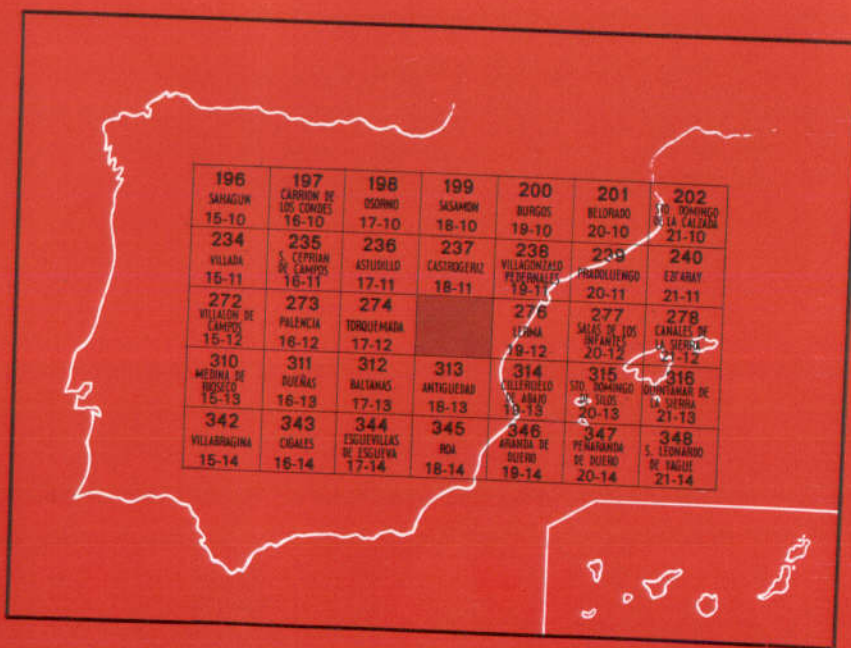 196
SAHAGUN
15-10
197
CARRION DE
LOS CONDES
16-10
198
OSORNO
17-10
199
SASAMON
18-10
200
BURGOS
19-10
201
BELORADO
20-10
202
STO. DOMINGO
DE LA CALZADA
21-10
234
VILLADA
15-11
235
S. CEPRIAN
DE CAMPOS
16-11
236
ASTUDILLO
17-11
237
CASTROGERIZ
18-11
238
VILLAGONZALO
PEDERNALES
19-11
239
PRADOLUENGO
20-11
240
EZCARAY
21-11
272
VILLALON DE
CAMPOS
15-12
273
PALENCIA
16-12
274
TORQUEMADA
17-12
276
LERMA
19-12
277
SALAS DE LOS
INFANTES
20-12
278
CANALES DE
LA SIERRA
21-12
310
MEDINA DE
RIOSECO
15-13
311
DUEÑAS
16-13
312
BALTANAS
17-13
313
ANTIGUEDAD
18-13
314
CILLERUELO
DE ABAJO
19-13
315
STO. DOMINGO
DE SILOS
20-13
316
QUINTANAR DE
LA SIERRA
21-13
342
VILLABRAGINA
15-14
343
CIGALES
16-14
344
ESGUEVILLAS
DE ESGUEVA
17-14
345
ROA
18-14
346
ARANDA DE
DUERO
19-14
347
PEÑARANDA
DE DUERO
20-14
348
S. LEONARDO
DE YAGUE
21-14